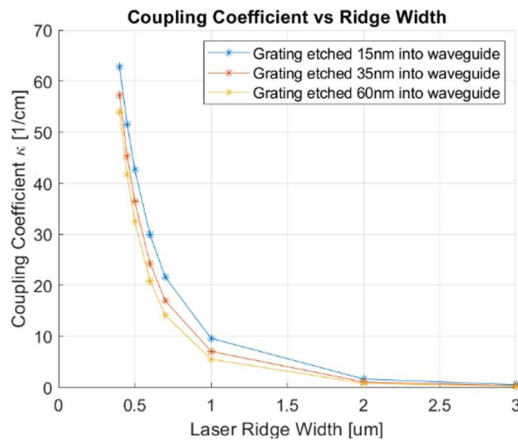 Coupling Coefficient vs Ridge Width
70
60
50
40
30
20
10
0
Coupling Coefficient κ [1/cm]
Grating etched 15nm into waveguide
Grating etched 35nm into waveguide
Grating etched 60nm into waveguide
0 0.5 1 1.5 2 2.5 3
Laser Ridge Width [um]